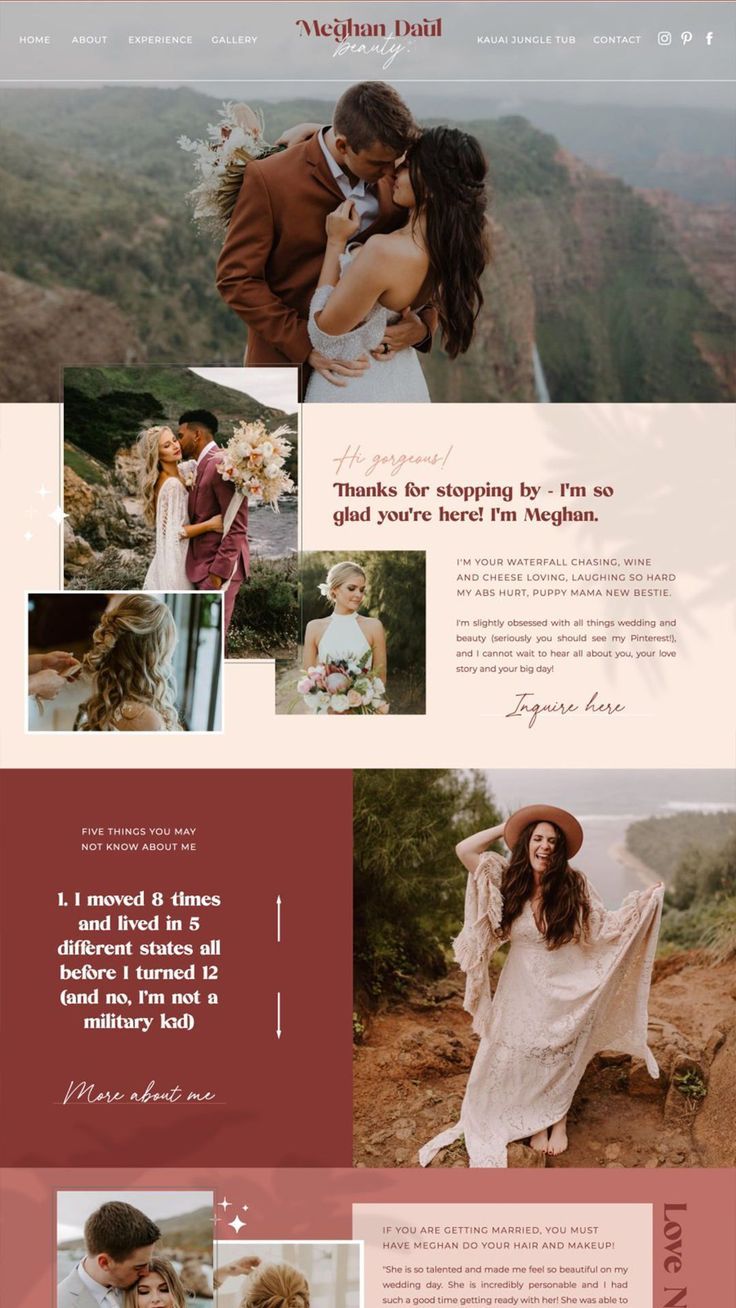 HOME
ABOUT
EXPERIENCE
GALLERY
Meghan Daul
beauty.
KAUAI JUNGLE TUB
CONTACT
Hi gorgeous!
Thanks for stopping by - I'm so
glad you're here! I'm Meghan.
I'M YOUR WATERFALL CHASING, WINE
AND CHEESE LOVING, LAUGHING SO HARD
MY ABS HURT, PUPPY MAMA NEW BESTIE.
I'm slightly obsessed with all things wedding and
beauty (seriously you should see my Pinterest!),
and I cannot wait to hear all about you, your love
story and your big day!
Inquire here
FIVE THINGS YOU MAY
NOT KNOW ABOUT ME
1. I moved 8 times
and lived in 5
different states all
before I turned 12
(and no, I'm not a
military kid)
More about me
IF YOU ARE GETTING MARRIED, YOU MUST
HAVE MEGHAN DO YOUR HAIR AND MAKEUP!
"She is so talented and made me feel so beautiful on my
wedding day. She is incredibly personable and I had
such a good time getting ready with her! She was able to
Love N